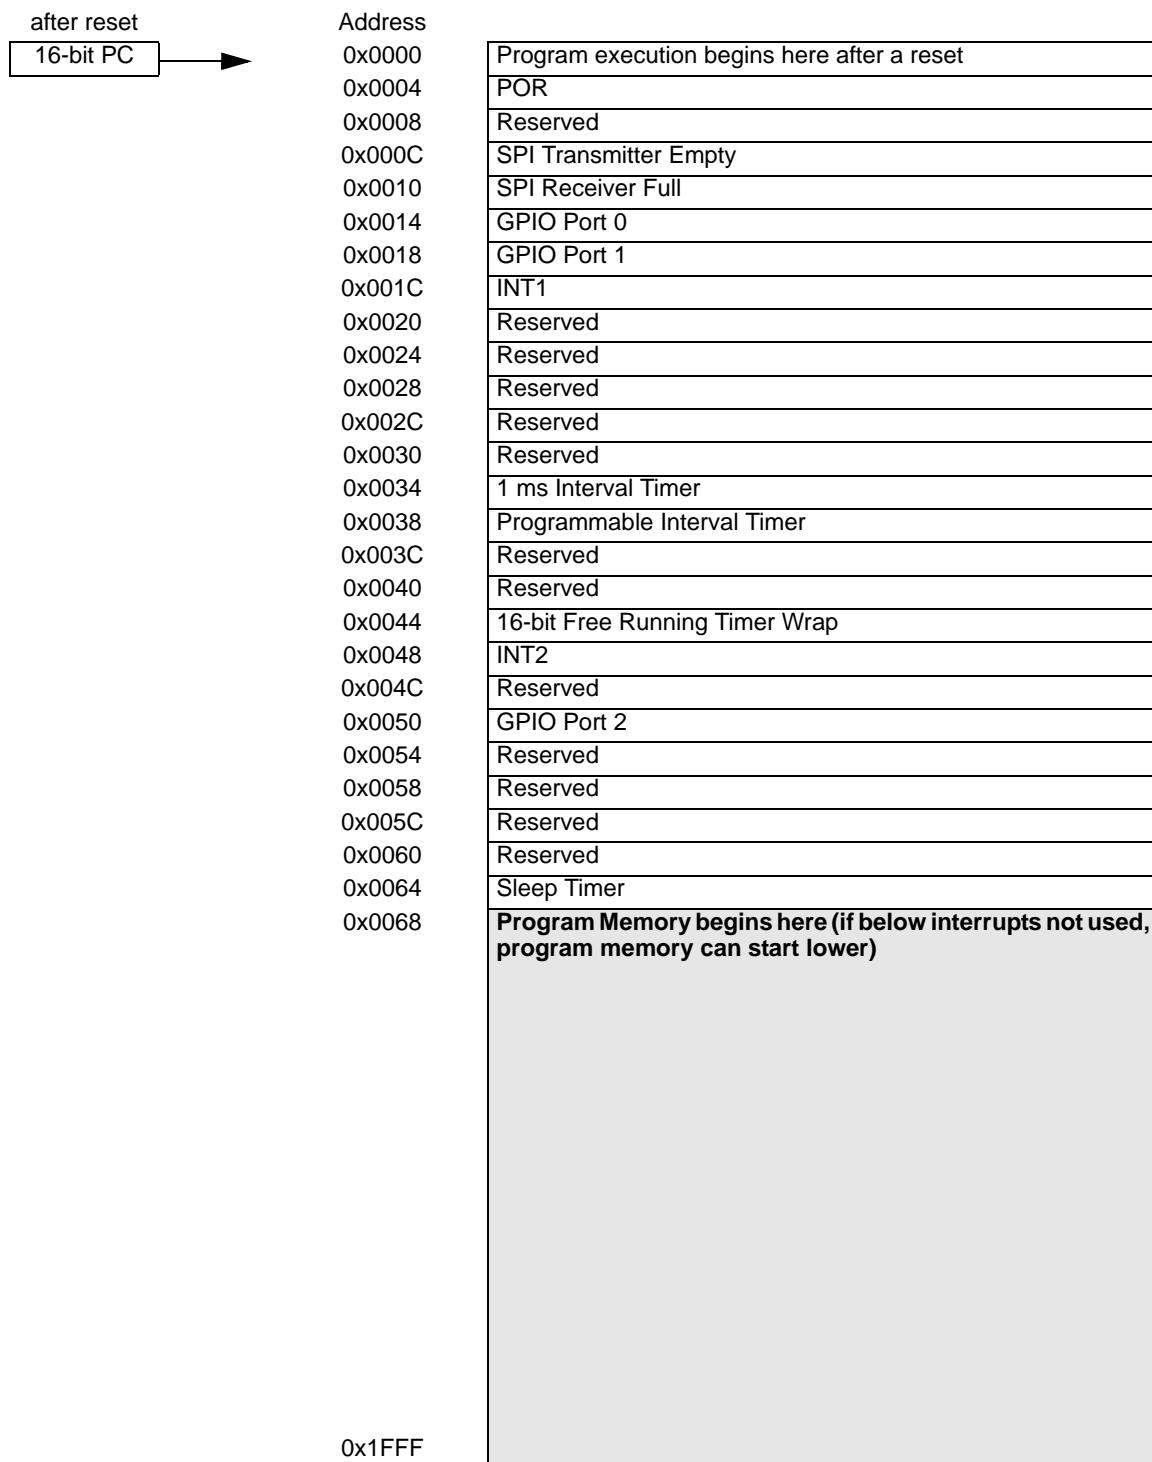 after reset Address
16-bit PC 0x0000 Program execution begins here after a reset
0x0004 POR
0x0008 Reserved
0x000C SPI Transmitter Empty
0x0010 SPI Receiver Full
0x0014 GPIO Port 0
0x0018 GPIO Port 1
0x001C INT1
0x0020 Reserved
0x0024 Reserved
0x0028 Reserved
0x002C Reserved
0x0030 Reserved
0x0034 1 ms Interval Timer
0x0038 Programmable Interval Timer
0x003C Reserved
0x0040 Reserved
0x0044 16-bit Free Running Timer Wrap
0x0048 INT2
0x004C Reserved
0x0050 GPIO Port 2
0x0054 Reserved
0x0058 Reserved
0x005C Reserved
0x0060 Reserved
0x0064 Sleep Timer
0x0068 Program Memory begins here (if below interrupts not used,
program memory can start lower)
0x1FFF